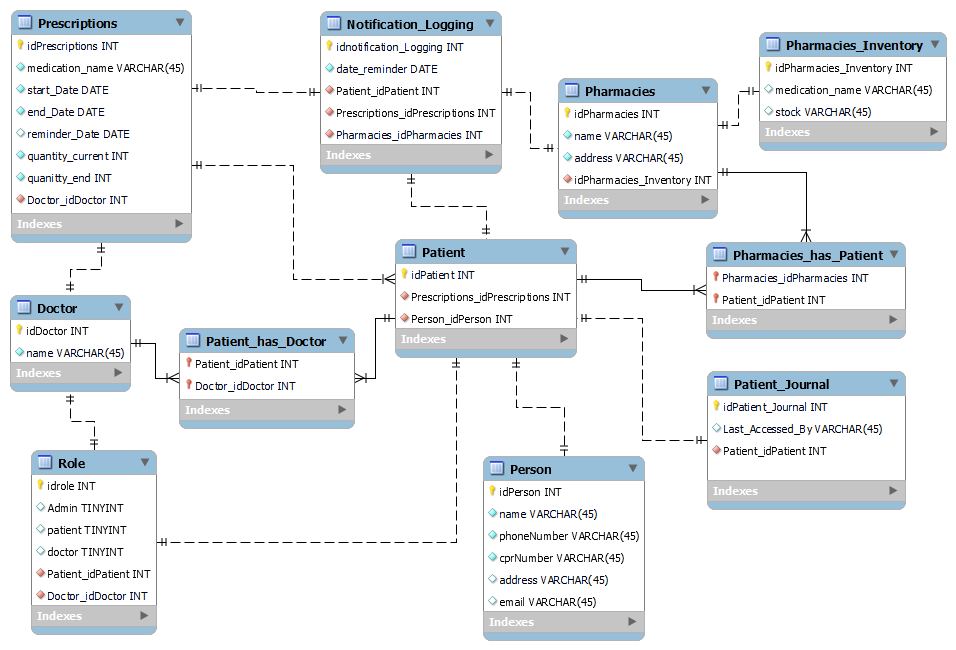 Prescriptions
idPrescriptions INT
medication_name VARCHAR(45)
start_Date DATE
end_Date DATE
reminder_Date DATE
quantity_current INT
quanitty_end INT
Doctor_idDoctor INT
Indexes
Notification_Logging
idnotification_Logging INT
date_reminder DATE
Patient_idPatient INT
Prescriptions_idPrescriptions INT
Pharmacies_idPharmacies INT
Indexes
Pharmacies
idPharmacies INT
name VARCHAR(45)
address VARCHAR(45)
idPharmacies_Inventory INT
Indexes
Pharmacies_Inventory
idPharmacies_Inventory INT
medication_name VARCHAR(45)
stock VARCHAR(45)
Indexes
Patient
idPatient INT
Prescriptions_idPrescriptions INT
Person_idPerson INT
Indexes
Pharmacies_has_Patient
Pharmacies_idPharmacies INT
Patient_idPatient INT
Indexes
Doctor
idDoctor INT
name VARCHAR(45)
Indexes
Patient_has_Doctor
Patient_idPatient INT
Doctor_idDoctor INT
Indexes
Patient_Journal
idPatient_Journal INT
Last_Accessed_By VARCHAR(45)
Patient_idPatient INT
Indexes
Role
idrole INT
Admin TINYINT
patient TINYINT
doctor TINYINT
Patient_idPatient INT
Doctor_idDoctor INT
Indexes
Person
idPerson INT
name VARCHAR(45)
phoneNumber VARCHAR(45)
cprNumber VARCHAR(45)
address VARCHAR(45)
email VARCHAR(45)
Indexes